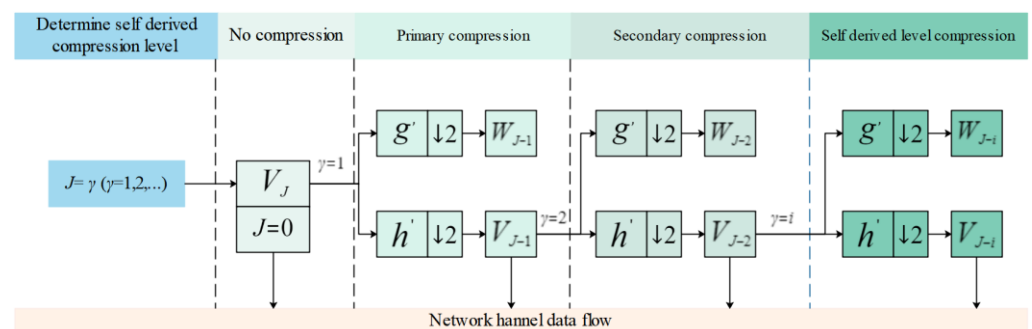 Determine self derived
compression level
No compression
Primary compression
Secondary compression
Self derived level compression
g' ↓2 W_{J-1}
g' ↓2 W_{J-2}
g' ↓2 W_{J-i}
J= γ (γ=1,2,...)
V_J
γ=1
J=0
h' ↓2 V_{J-1}
γ=2
h' ↓2 V_{J-2}
γ=i
h' ↓2 V_{J-i}
Network hannel data flow